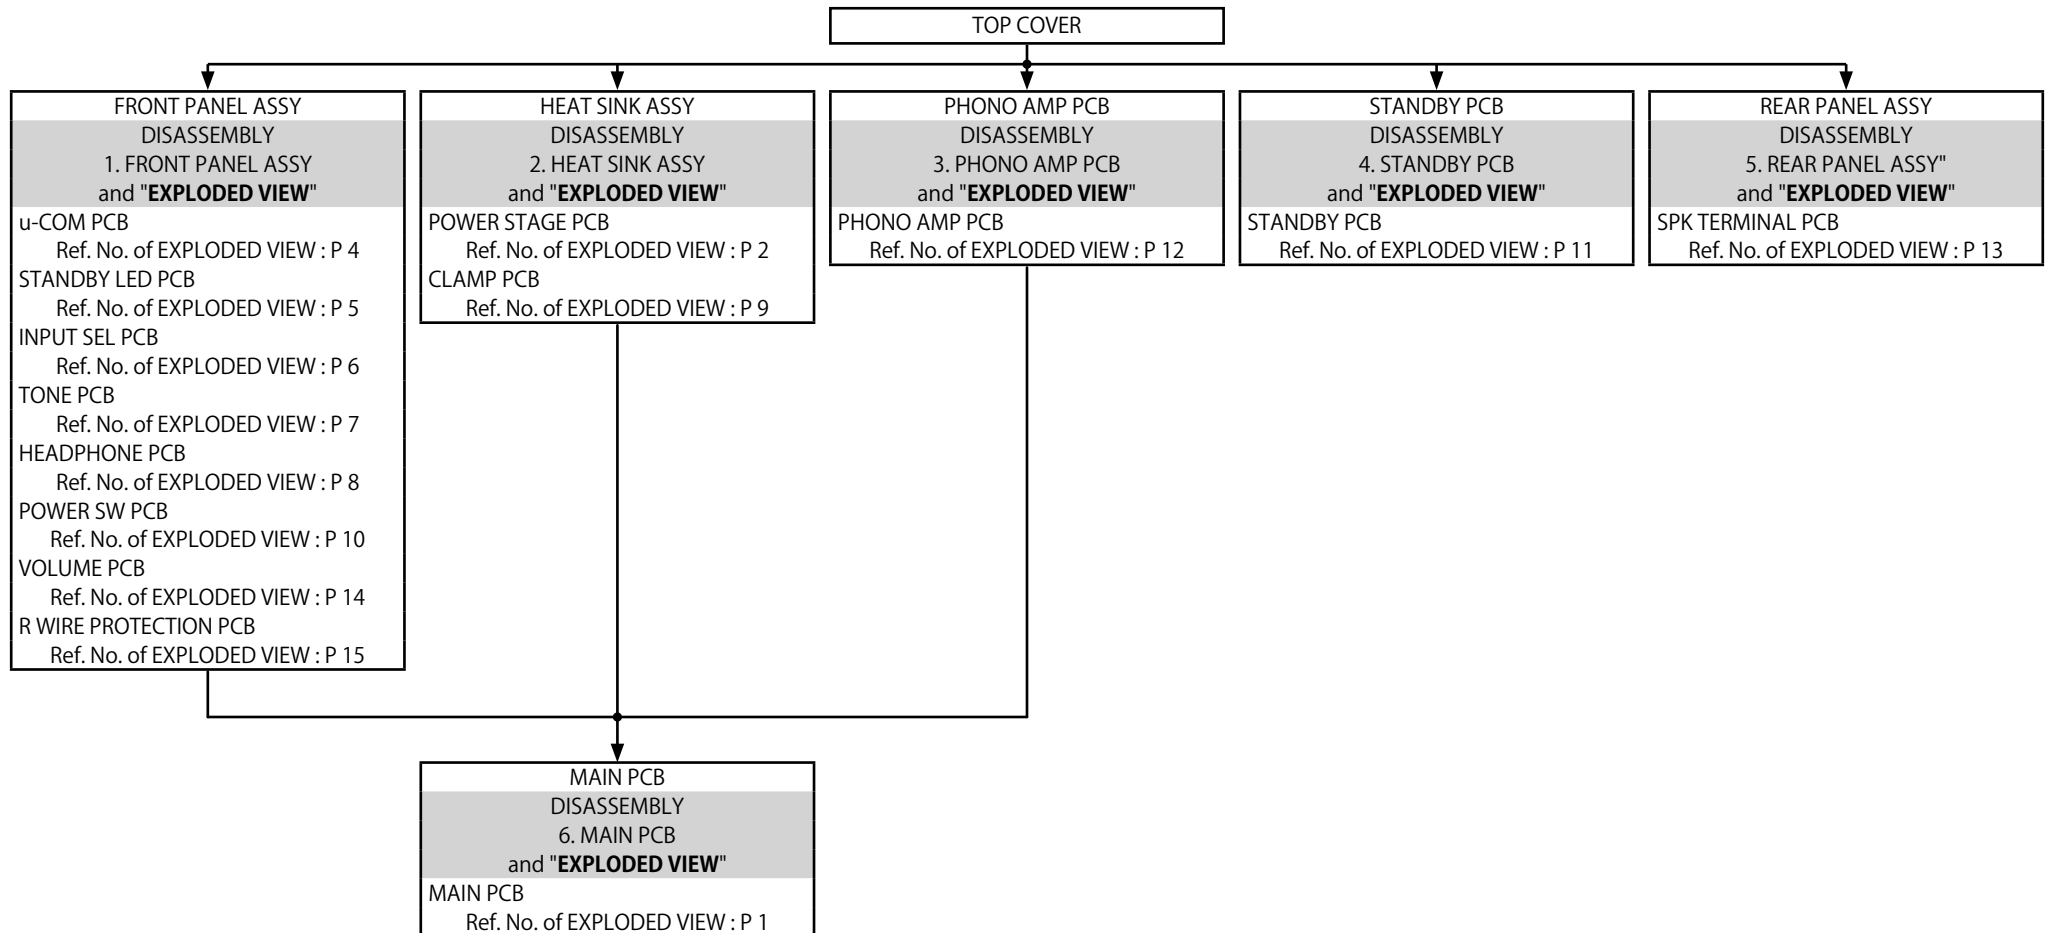 TOP COVER
FRONT PANEL ASSY
DISASSEMBLY
1. FRONT PANEL ASSY
and "EXPLODED VIEW"
u-COM PCB
Ref. No. of EXPLODED VIEW : P 4
STANDBY LED PCB
Ref. No. of EXPLODED VIEW : P 5
INPUT SEL PCB
Ref. No. of EXPLODED VIEW : P 6
TONE PCB
Ref. No. of EXPLODED VIEW : P 7
HEADPHONE PCB
Ref. No. of EXPLODED VIEW : P 8
POWER SW PCB
Ref. No. of EXPLODED VIEW : P 10
VOLUME PCB
Ref. No. of EXPLODED VIEW : P 14
R WIRE PROTECTION PCB
Ref. No. of EXPLODED VIEW : P 15
HEAT SINK ASSY
DISASSEMBLY
2. HEAT SINK ASSY
and "EXPLODED VIEW"
POWER STAGE PCB
Ref. No. of EXPLODED VIEW : P 2
CLAMP PCB
Ref. No. of EXPLODED VIEW : P 9
PHONO AMP PCB
DISASSEMBLY
3. PHONO AMP PCB
and "EXPLODED VIEW"
PHONO AMP PCB
Ref. No. of EXPLODED VIEW : P 12
STANDBY PCB
DISASSEMBLY
4. STANDBY PCB
and "EXPLODED VIEW"
STANDBY PCB
Ref. No. of EXPLODED VIEW : P 11
REAR PANEL ASSY
DISASSEMBLY
5. REAR PANEL ASSY"
and "EXPLODED VIEW"
SPK TERMINAL PCB
Ref. No. of EXPLODED VIEW : P 13
MAIN PCB
DISASSEMBLY
6. MAIN PCB
and "EXPLODED VIEW"
MAIN PCB
Ref. No. of EXPLODED VIEW : P 1